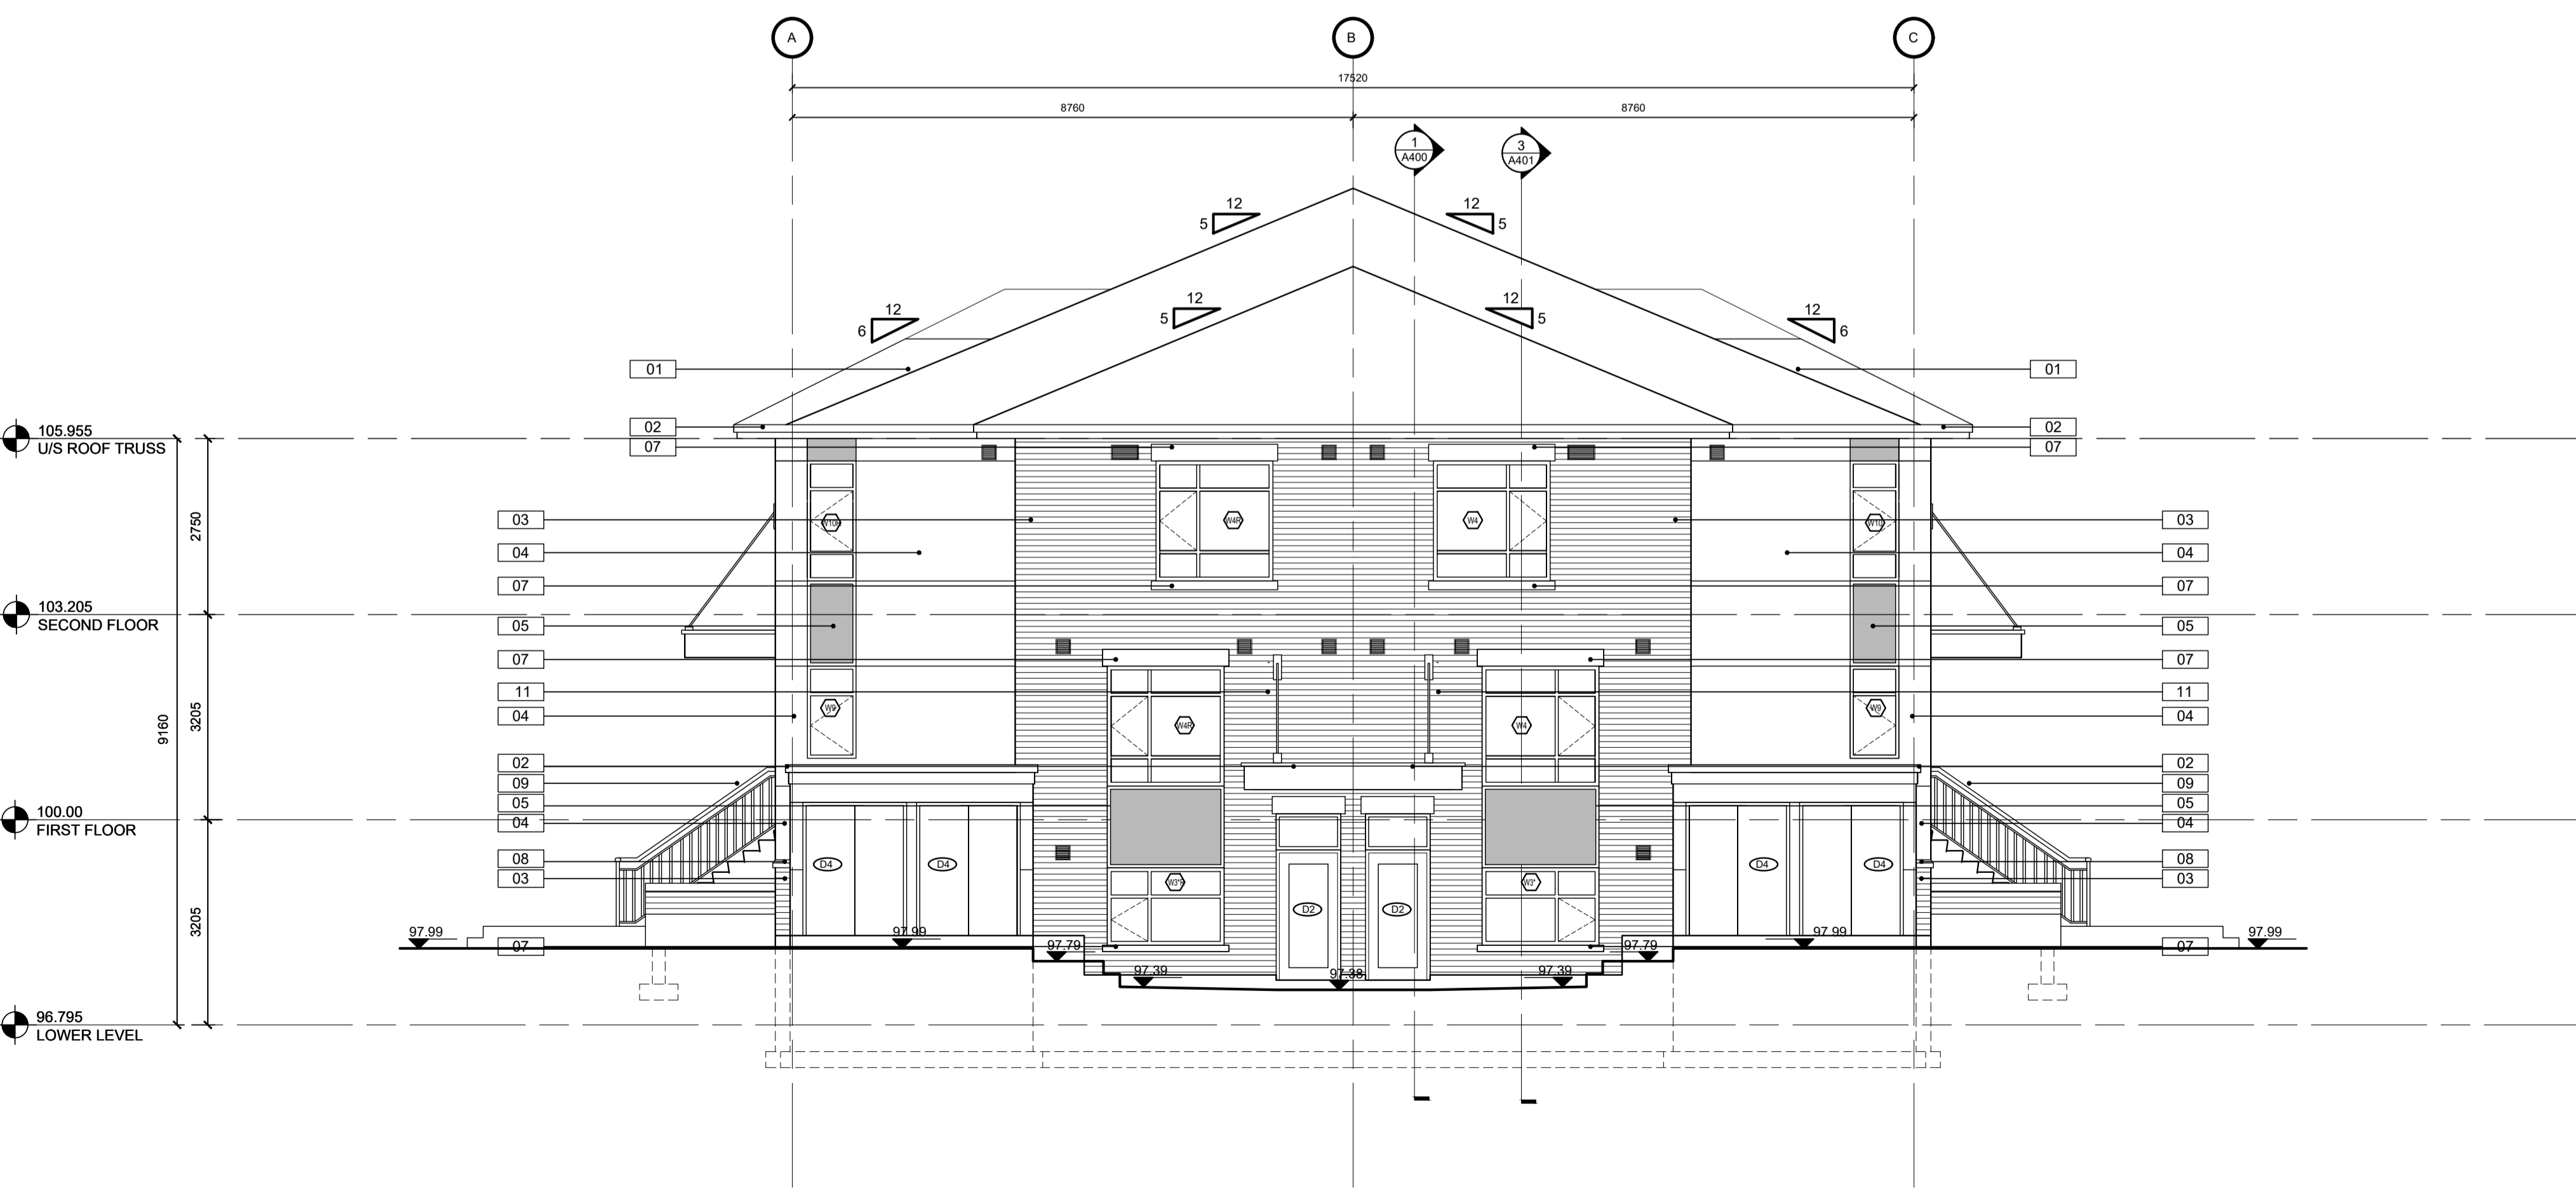 A
B
C
17520
8760
8760
1
A400
3
A401
12
5
12
5
12
6
12
5
12
5
12
6
01
01
02
02
105.955
U/S ROOF TRUSS
07
07
03
W10R
W4R
W4
W10
03
2750
04
04
07
07
103.205
SECOND FLOOR
05
05
07
07
11
11
W9
W4R
W4
W9
04
04
3205
9160
02
02
09
09
05
05
100.00
FIRST FLOOR
04
04
08
08
D4
D4
D4
D4
03
03
W3*R
W3*
D2
D2
3205
97.99
97.99
97.99
97.99
07
97.79
97.79
07
97.39
97.38
97.39
96.795
LOWER LEVEL